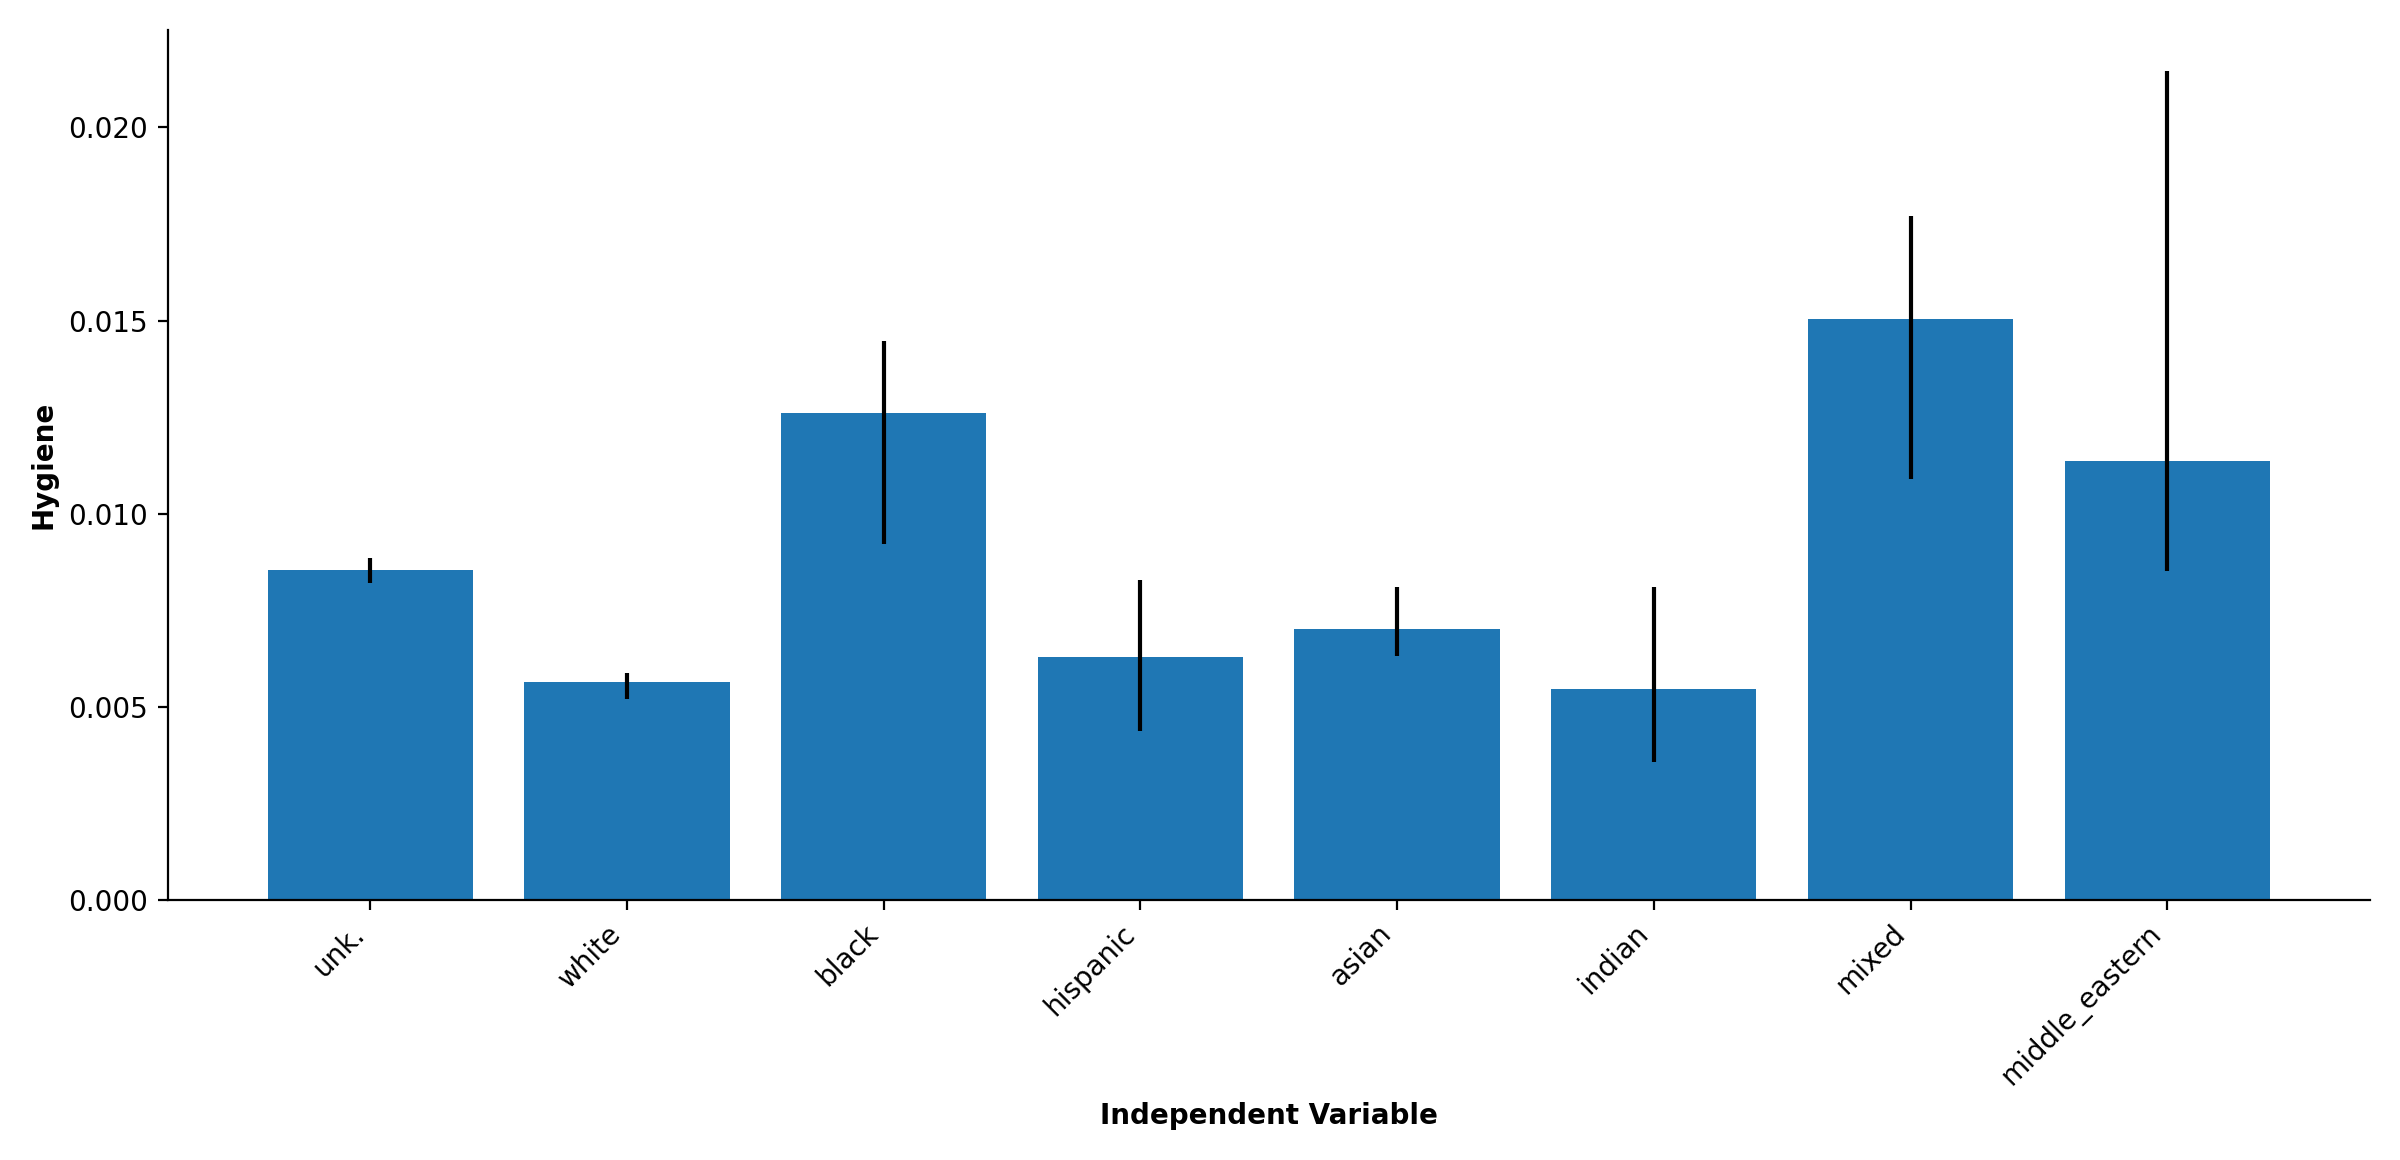 Hygiene
0.020
0.015
0.010
0.005
0.000
unk.
white
black
hispanic
asian
indian
mixed
middle_eastern
Independent Variable